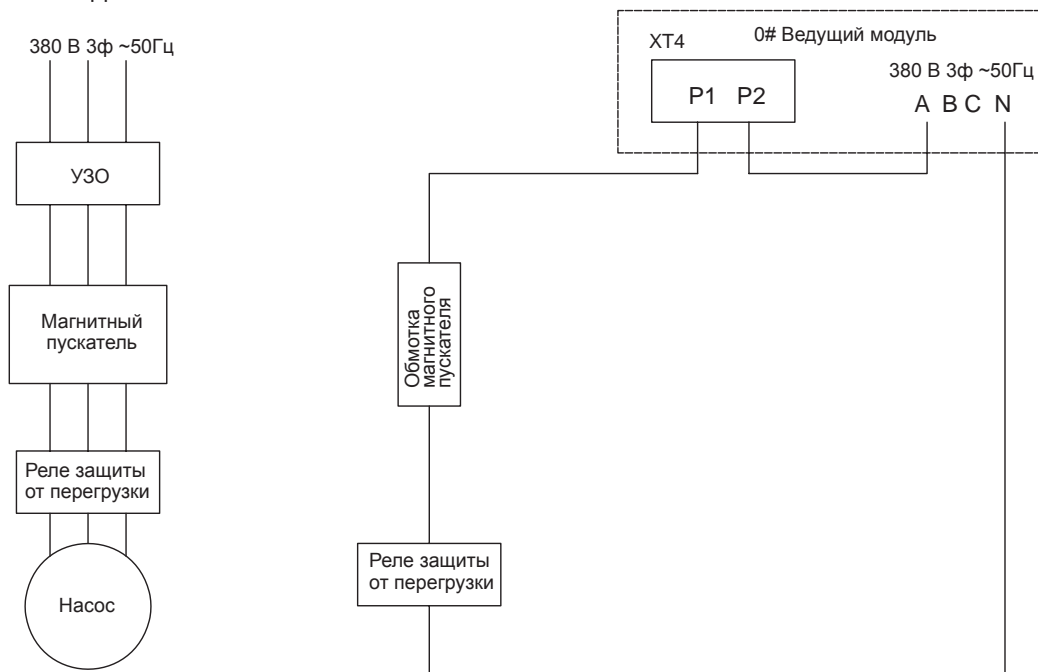 380 В 3ф ~50Гц
УЗО
Магнитный
пускатель
Реле защиты
от перегрузки
Насос
0# Ведущий модуль
XT4
380 В 3ф ~50Гц
P1 P2
A B C N
Обмотка
магнитного
пускателя
Реле защиты
от перегрузки